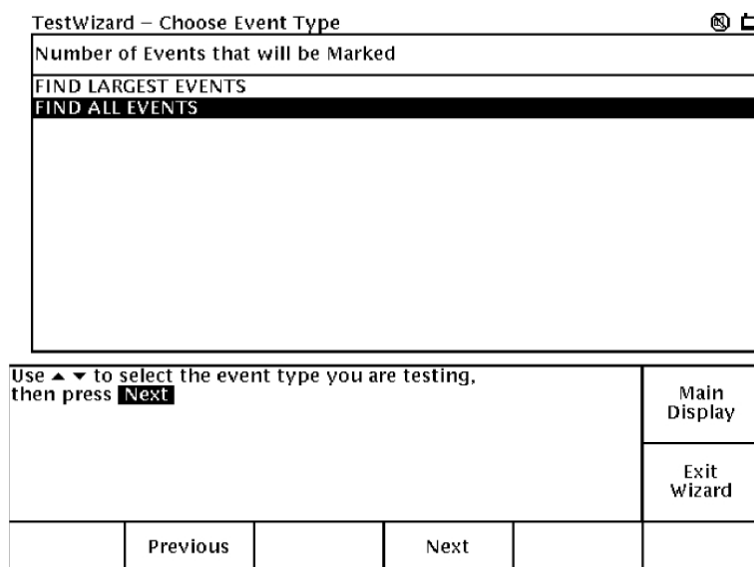 TestWizard – Choose Event Type
Number of Events that will be Marked
FIND LARGEST EVENTS
FIND ALL EVENTS
Use ▲ ▼ to select the event type you are testing,
then press Next
Main
Display
Exit
Wizard
Previous
Next